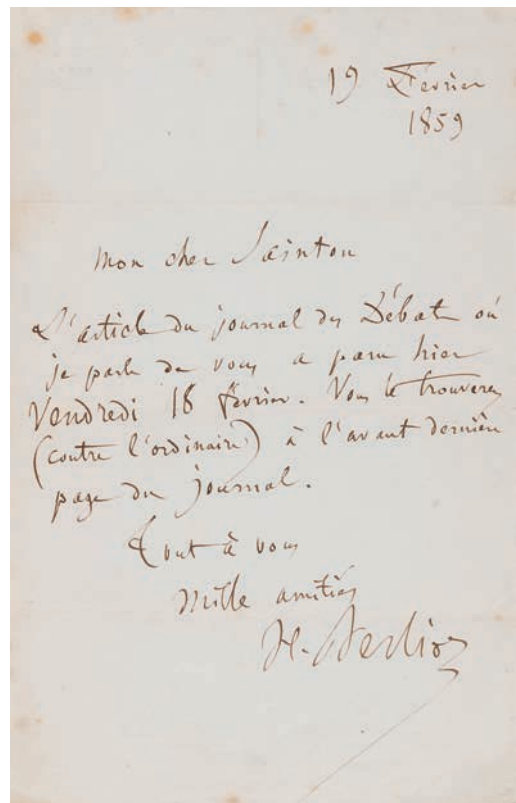 19 Février
1859
Mon cher Sainton
L'article du journal des Débats où
je parle de vous a paru hier
Vendredi 18 février. Vous le trouverez
(contre l'ordinaire) à l'avant dernière
page du journal.
Tout à vous
Mille amitiés
H. Berlioz